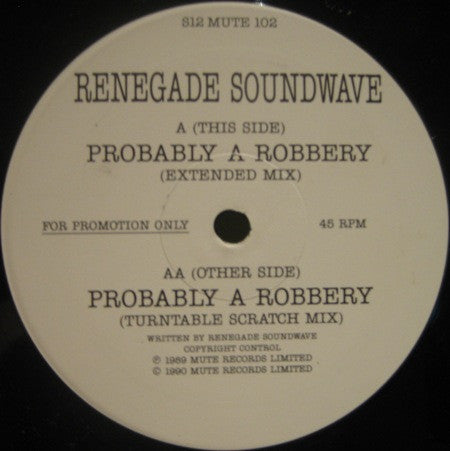 S12 MUTE 102
RENEGADE SOUNDWAVE
A (THIS SIDE)
PROBABLY A ROBBERY
(EXTENDED MIX)
FOR PROMOTION ONLY 45 RPM
AA (OTHER SIDE)
PROBABLY A ROBBERY
(TURNTABLE SCRATCH MIX)
WRITTEN BY RENEGADE SOUNDWAVE
COPYRIGHT CONTROL
℗ 1989 MUTE RECORDS LIMITED
© 1990 MUTE RECORDS LIMITED